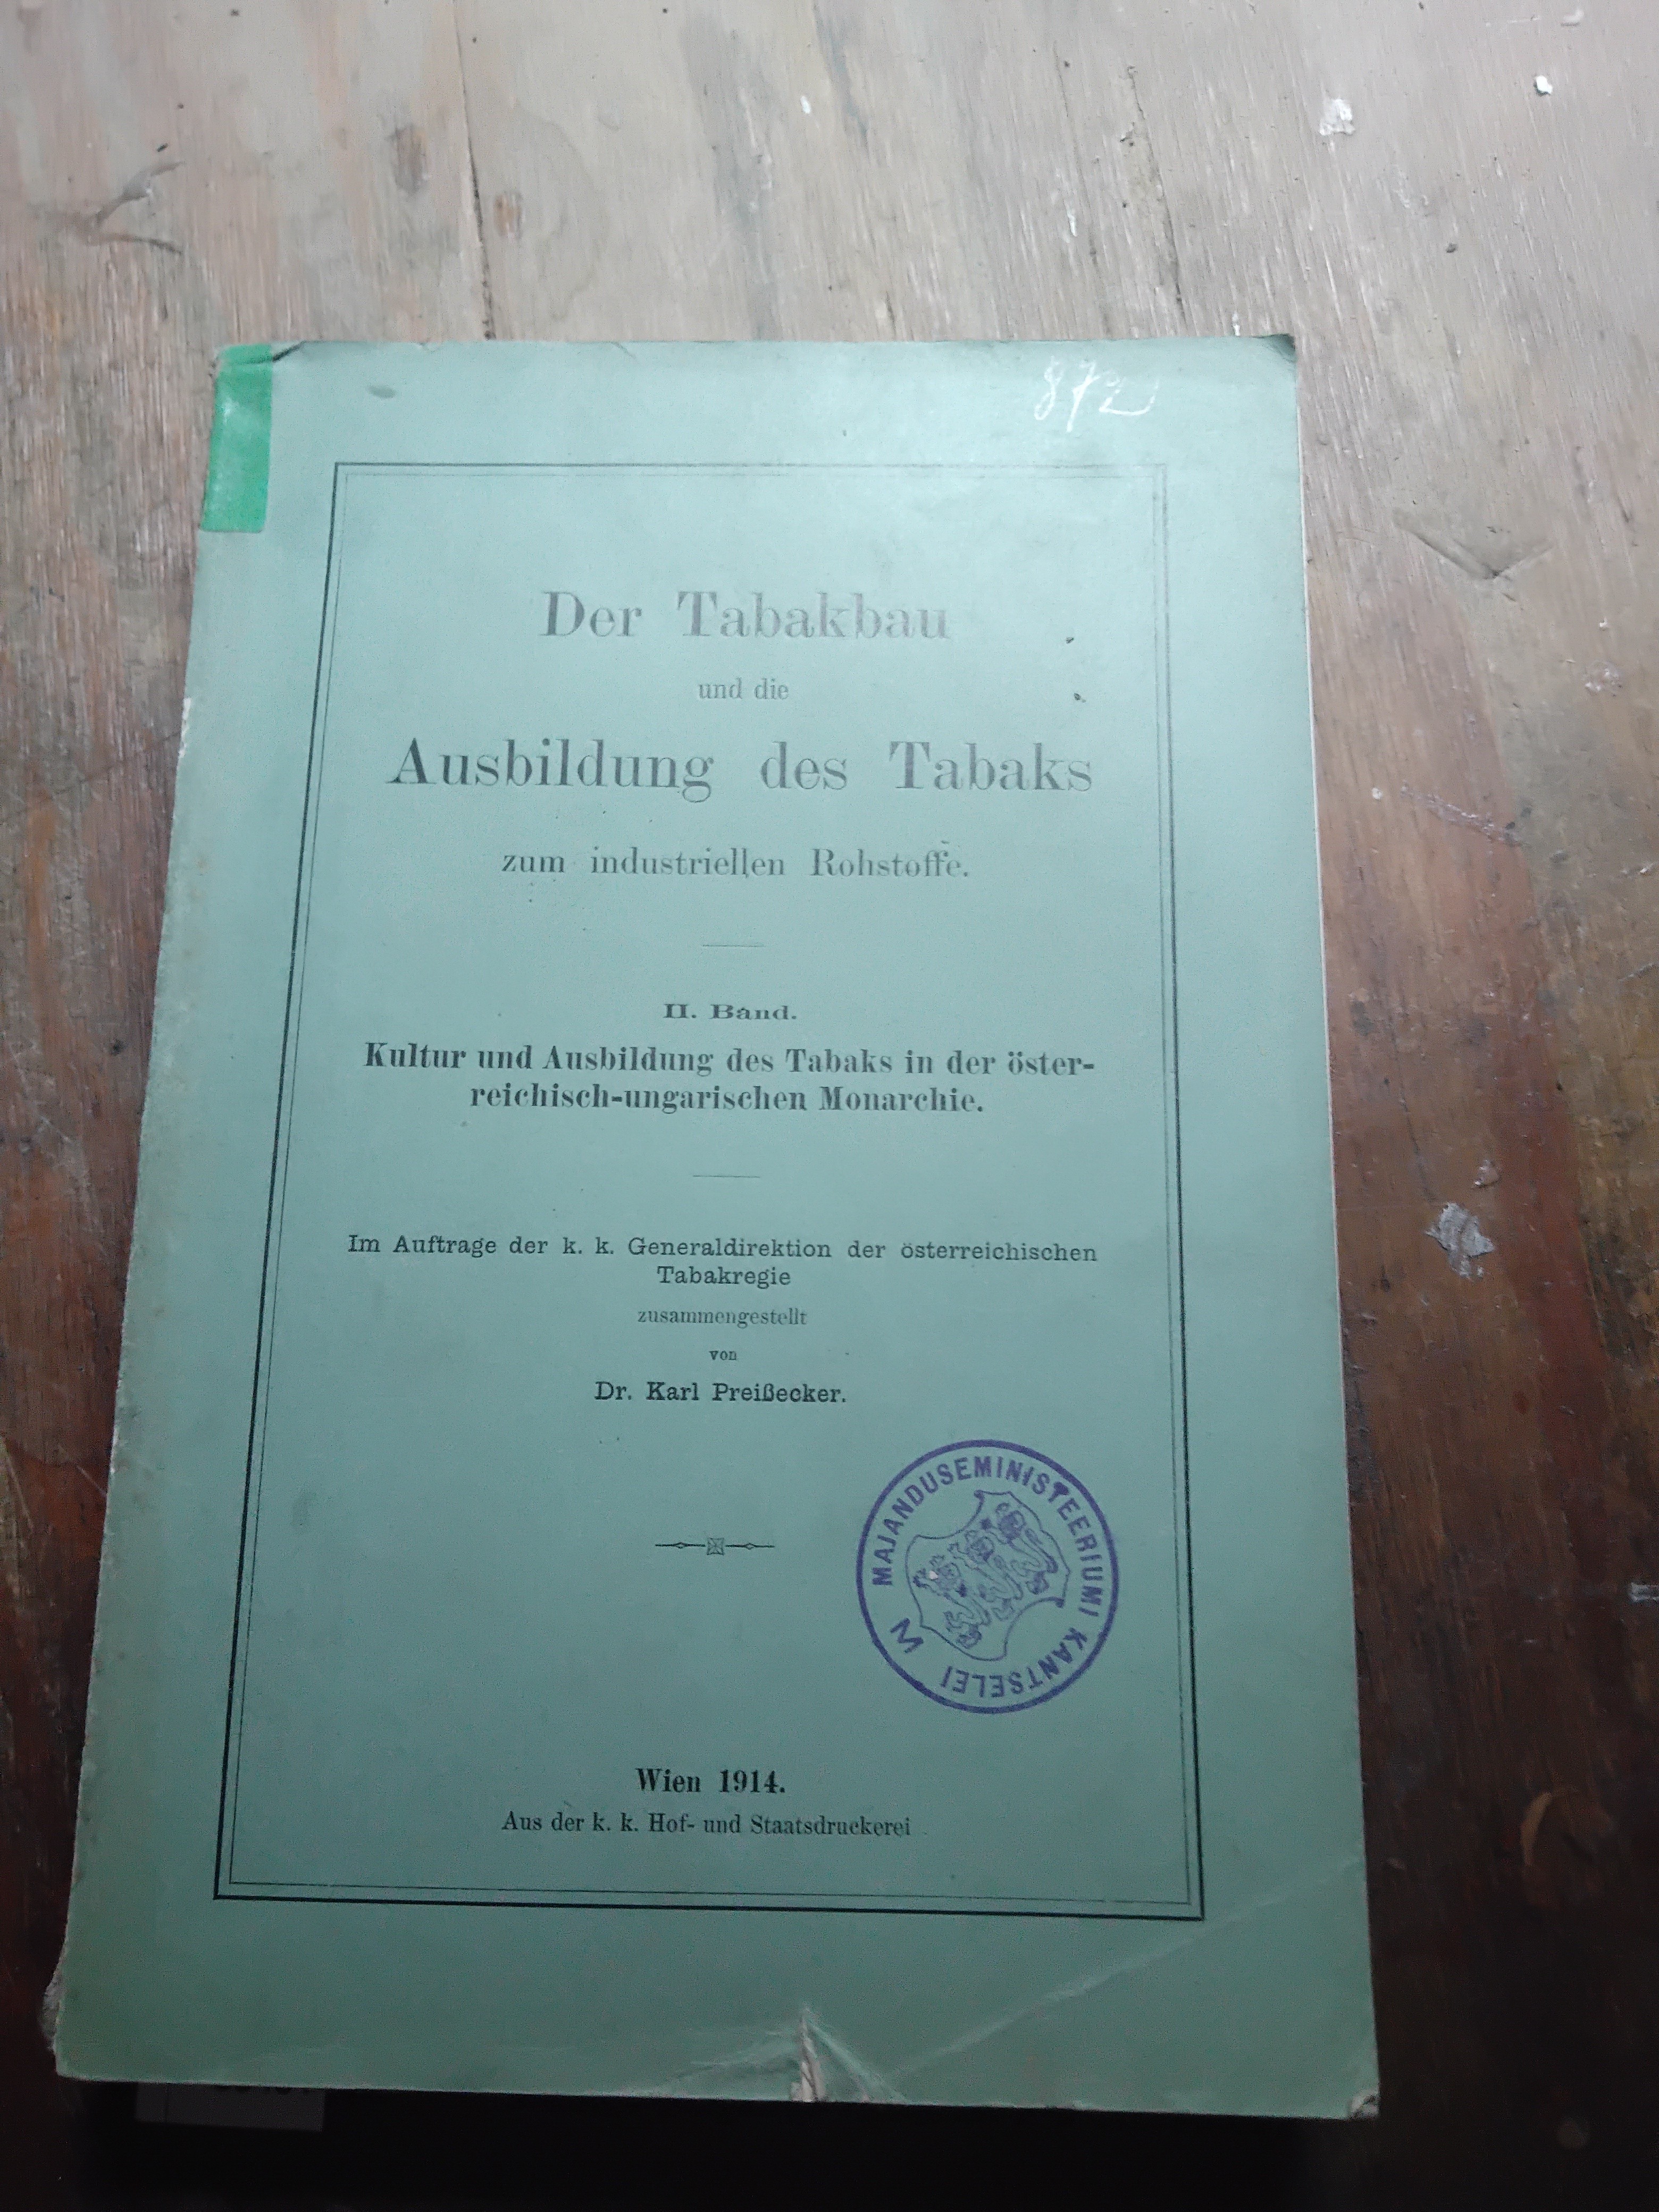 872
Der Tabakbau
und die
Ausbildung des Tabaks
zum industriellen Rohstoffe.
II. Band.
Kultur und Ausbildung des Tabaks in der öster-
reichisch-ungarischen Monarchie.
Im Auftrage der k. k. Generaldirektion der österreichischen
Tabakregie
zusammengestellt
von
Dr. Karl Preißecker.
M MAJANDUSEMINISTEERIUMI KANTSELEI
Wien 1914.
Aus der k. k. Hof- und Staatsdruckerei